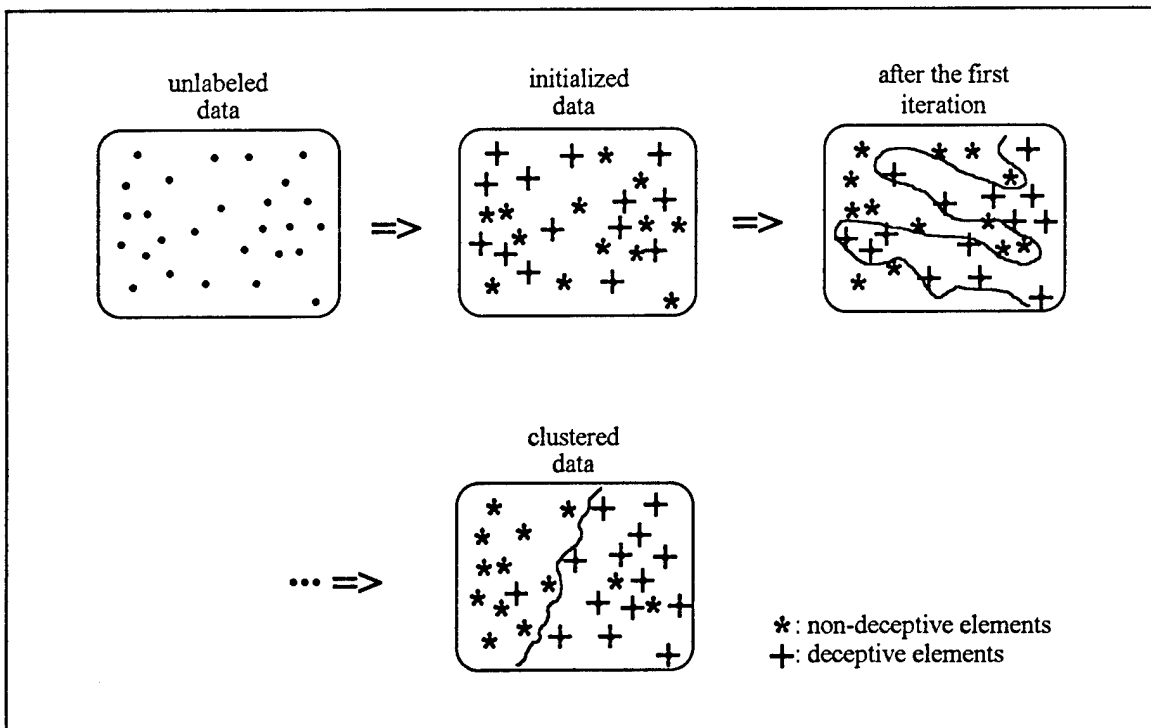 unlabeled
data
initialized
data
after the first
iteration
clustered
data
*: non-deceptive elements
+: deceptive elements